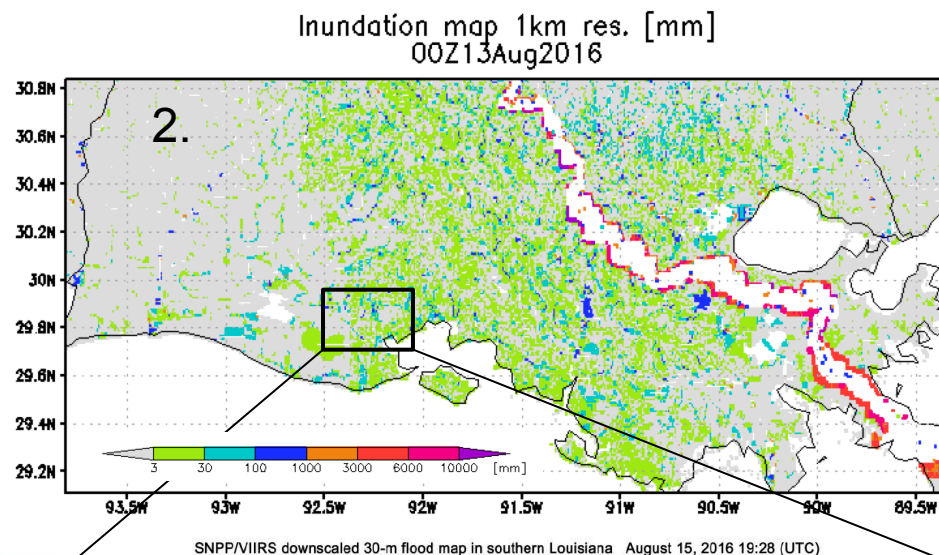 Inundation map 1km res. [mm]
00Z13Aug2016
30.8N
2.
30.6N
30.4N
30.2N
30N
29.8N
29.6N
29.4N
29.2N
3 30 100 1000 3000 6000 10000 [mm]
93.5W 93W 92.5W 92W 91.5W 91W 90.5W 90W 89.5W
SNPP/VIIRS downscaled 30-m flood map in southern Louisiana August 15, 2016 19:28 (UTC)